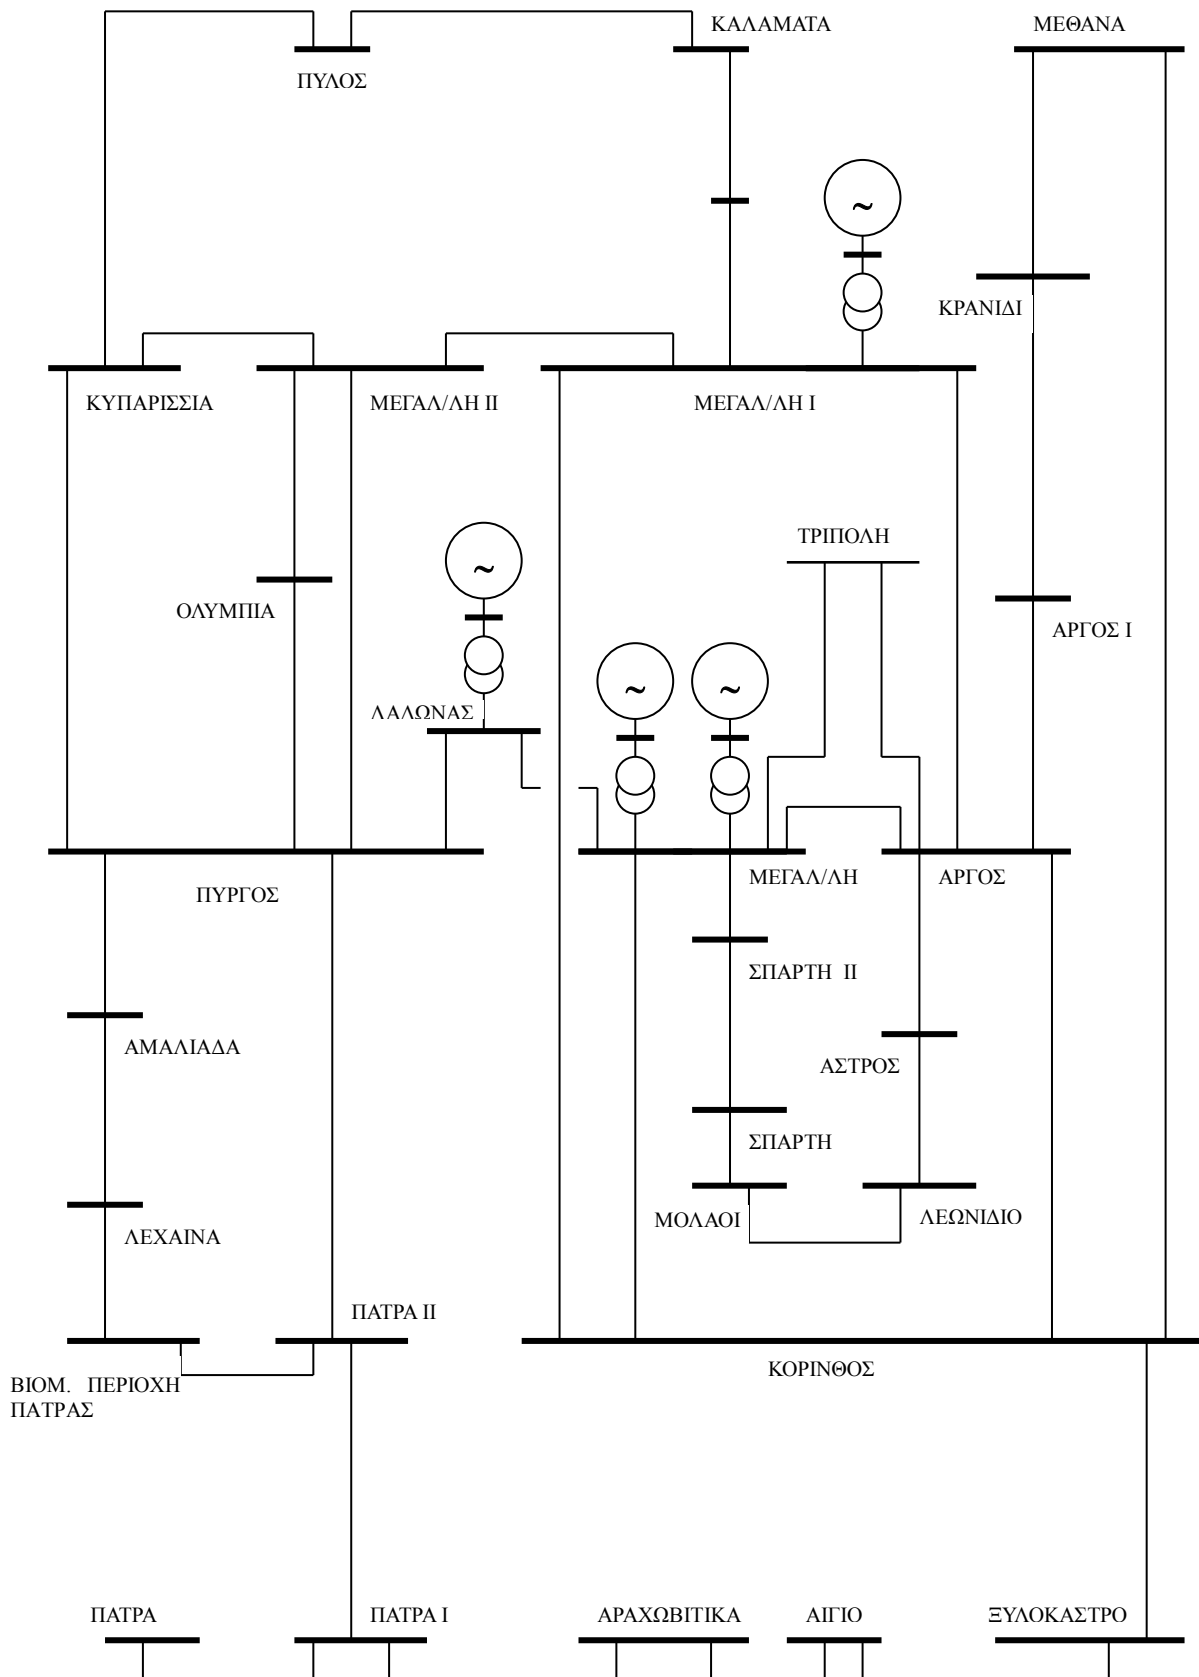 ΚΑΛΑΜΑΤΑ
ΜΕΘΑΝΑ
ΠΥΛΟΣ
~
ΚΡΑΝΙΔΙ
ΚΥΠΑΡΙΣΣΙΑ
ΜΕΓΑΛ/ΛΗ ΙΙ
ΜΕΓΑΛ/ΛΗ Ι
ΤΡΙΠΟΛΗ
~
ΟΛΥΜΠΙΑ
ΑΡΓΟΣ Ι
~
~
ΛΑΔΩΝΑΣ
ΜΕΓΑΛ/ΛΗ
ΑΡΓΟΣ
ΠΥΡΓΟΣ
ΣΠΑΡΤΗ ΙΙ
ΑΜΑΛΙΑΔΑ
ΑΣΤΡΟΣ
ΣΠΑΡΤΗ
ΜΟΛΑΟΙ
ΛΕΩΝΙΔΙΟ
ΛΕΧΑΙΝΑ
ΠΑΤΡΑ ΙΙ
ΚΟΡΙΝΘΟΣ
ΒΙΟΜ. ΠΕΡΙΟΧΗ
ΠΑΤΡΑΣ
ΠΑΤΡΑ
ΠΑΤΡΑ Ι
ΑΡΑΧΩΒΙΤΙΚΑ
ΑΙΓΙΟ
ΞΥΛΟΚΑΣΤΡΟ